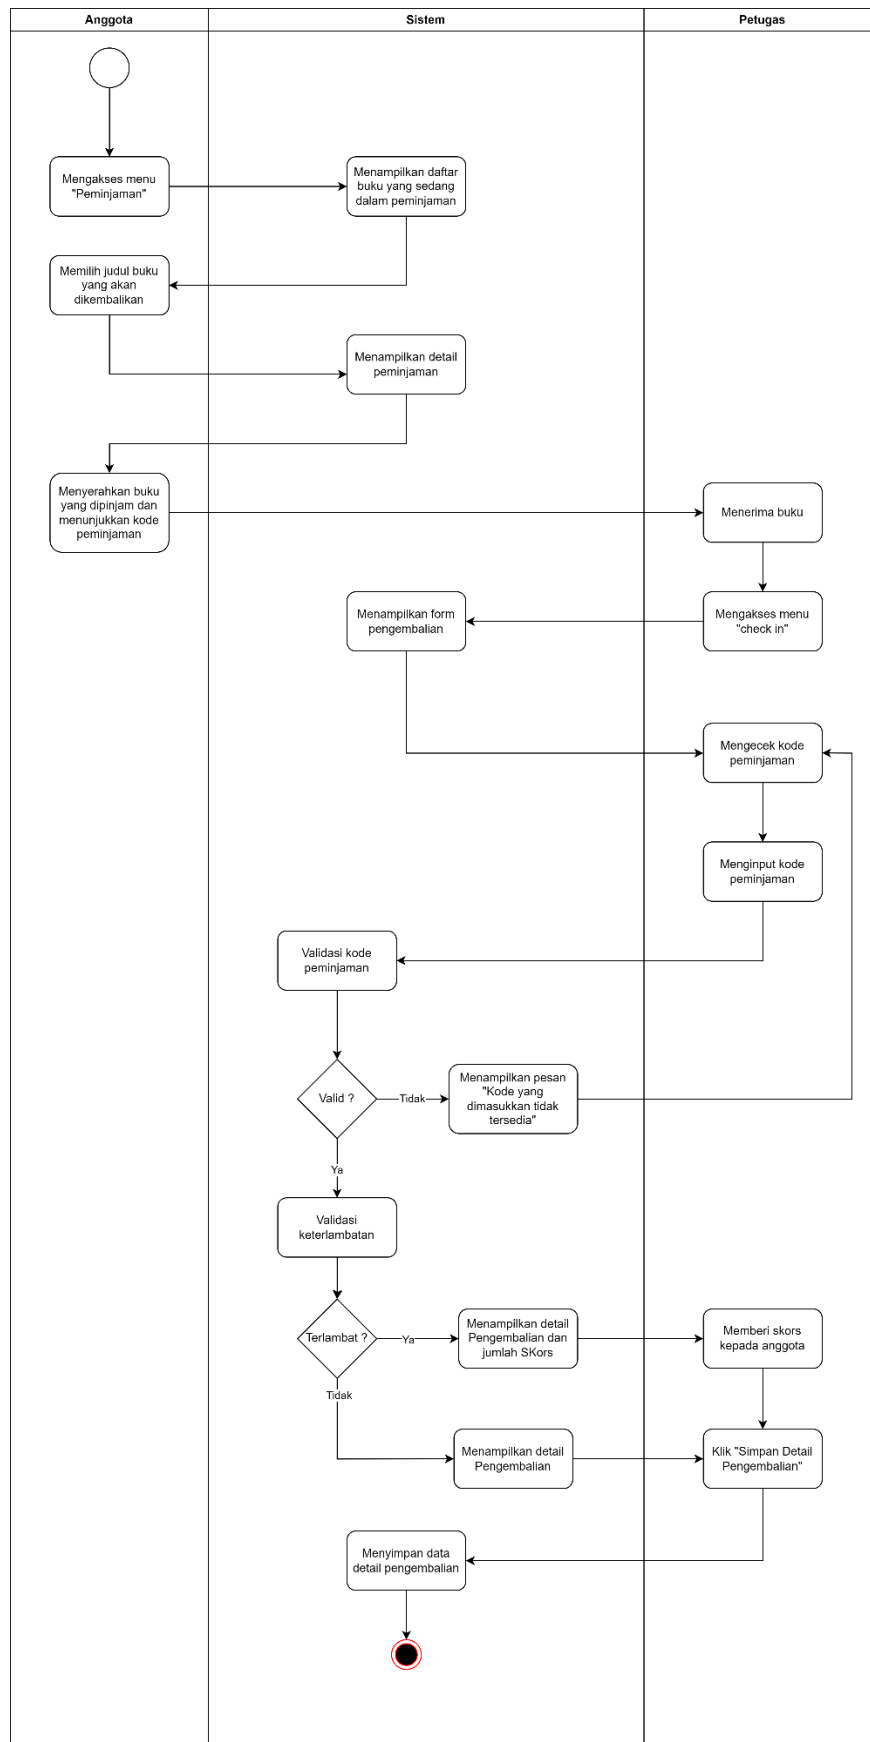 Anggota
Sistem
Petugas
Mengakses menu
"Peminjaman"
Menampilkan daftar
buku yang sedang
dalam peminjaman
Memilih judul buku
yang akan
dikembalikan
Menampilkan detail
peminjaman
Menyerahkan buku
yang dipinjam dan
menunjukkan kode
peminjaman
Menerima buku
Menampilkan form
pengembalian
Mengakses menu
"check in"
Mengecek kode
peminjaman
Menginput kode
peminjaman
Validasi kode
peminjaman
Valid ?
Tidak
Menampilkan pesan
"Kode yang
dimasukkan tidak
tersedia"
Ya
Validasi
keterlambatan
Terlambat ?
Ya
Menampilkan detail
Pengembalian dan
jumlah SKors
Memberi skors
kepada anggota
Tidak
Menampilkan detail
Pengembalian
Klik "Simpan Detail
Pengembalian"
Menyimpan data
detail pengembalian